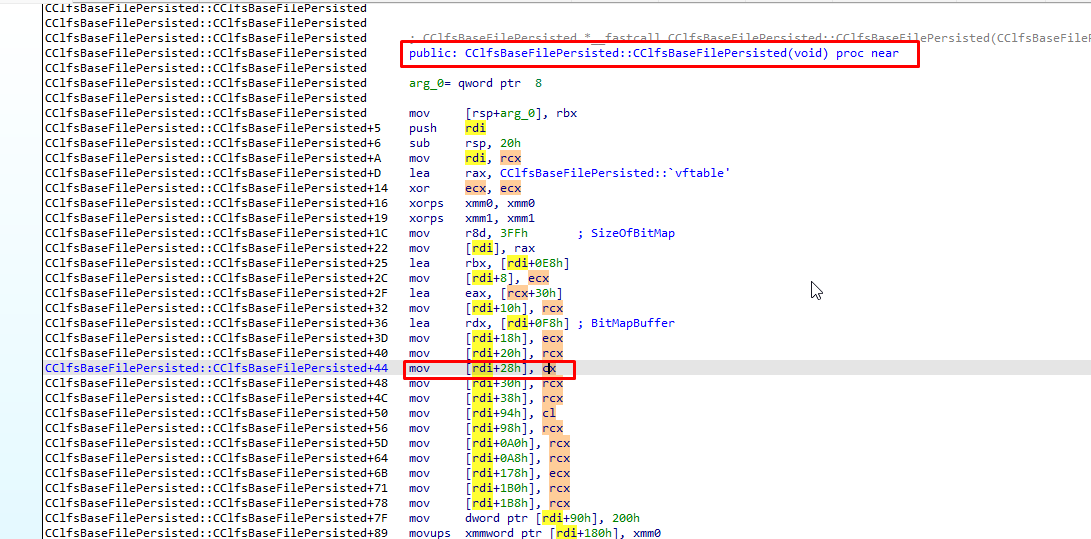 CClfsBaseFilePersisted::CClfsBaseFilePersisted
CClfsBaseFilePersisted::CClfsBaseFilePersisted
CClfsBaseFilePersisted::CClfsBaseFilePersisted ; CClfsBaseFilePersisted *__fastcall CClfsBaseFilePersisted::CClfsBaseFilePersisted(CClfsBaseFileP
CClfsBaseFilePersisted::CClfsBaseFilePersisted public: CClfsBaseFilePersisted::CClfsBaseFilePersisted(void) proc near
CClfsBaseFilePersisted::CClfsBaseFilePersisted
CClfsBaseFilePersisted::CClfsBaseFilePersisted arg_0= qword ptr 8
CClfsBaseFilePersisted::CClfsBaseFilePersisted
CClfsBaseFilePersisted::CClfsBaseFilePersisted mov [rsp+arg_0], rbx
CClfsBaseFilePersisted::CClfsBaseFilePersisted+5 push rdi
CClfsBaseFilePersisted::CClfsBaseFilePersisted+6 sub rsp, 20h
CClfsBaseFilePersisted::CClfsBaseFilePersisted+A mov rdi, rcx
CClfsBaseFilePersisted::CClfsBaseFilePersisted+D lea rax, CClfsBaseFilePersisted::`vftable'
CClfsBaseFilePersisted::CClfsBaseFilePersisted+14 xor ecx, ecx
CClfsBaseFilePersisted::CClfsBaseFilePersisted+16 xorps xmm0, xmm0
CClfsBaseFilePersisted::CClfsBaseFilePersisted+19 xorps xmm1, xmm1
CClfsBaseFilePersisted::CClfsBaseFilePersisted+1C mov r8d, 3FFh ; SizeOfBitMap
CClfsBaseFilePersisted::CClfsBaseFilePersisted+22 mov [rdi], rax
CClfsBaseFilePersisted::CClfsBaseFilePersisted+25 lea rbx, [rdi+0E8h]
CClfsBaseFilePersisted::CClfsBaseFilePersisted+2C mov [rdi+8], ecx
CClfsBaseFilePersisted::CClfsBaseFilePersisted+2F lea eax, [rcx+30h]
CClfsBaseFilePersisted::CClfsBaseFilePersisted+32 mov [rdi+10h], rcx
CClfsBaseFilePersisted::CClfsBaseFilePersisted+36 lea rdx, [rdi+0F8h] ; BitMapBuffer
CClfsBaseFilePersisted::CClfsBaseFilePersisted+3D mov [rdi+18h], ecx
CClfsBaseFilePersisted::CClfsBaseFilePersisted+40 mov [rdi+20h], rcx
CClfsBaseFilePersisted::CClfsBaseFilePersisted+44 mov [rdi+28h], cx
CClfsBaseFilePersisted::CClfsBaseFilePersisted+48 mov [rdi+30h], rcx
CClfsBaseFilePersisted::CClfsBaseFilePersisted+4C mov [rdi+38h], rcx
CClfsBaseFilePersisted::CClfsBaseFilePersisted+50 mov [rdi+94h], cl
CClfsBaseFilePersisted::CClfsBaseFilePersisted+56 mov [rdi+98h], rcx
CClfsBaseFilePersisted::CClfsBaseFilePersisted+5D mov [rdi+0A0h], rcx
CClfsBaseFilePersisted::CClfsBaseFilePersisted+64 mov [rdi+0A8h], rcx
CClfsBaseFilePersisted::CClfsBaseFilePersisted+6B mov [rdi+178h], ecx
CClfsBaseFilePersisted::CClfsBaseFilePersisted+71 mov [rdi+1B0h], rcx
CClfsBaseFilePersisted::CClfsBaseFilePersisted+78 mov [rdi+1B8h], rcx
CClfsBaseFilePersisted::CClfsBaseFilePersisted+7F mov dword ptr [rdi+90h], 200h
CClfsBaseFilePersisted::CClfsBaseFilePersisted+89 movups xmmword ptr [rdi+180h], xmm0